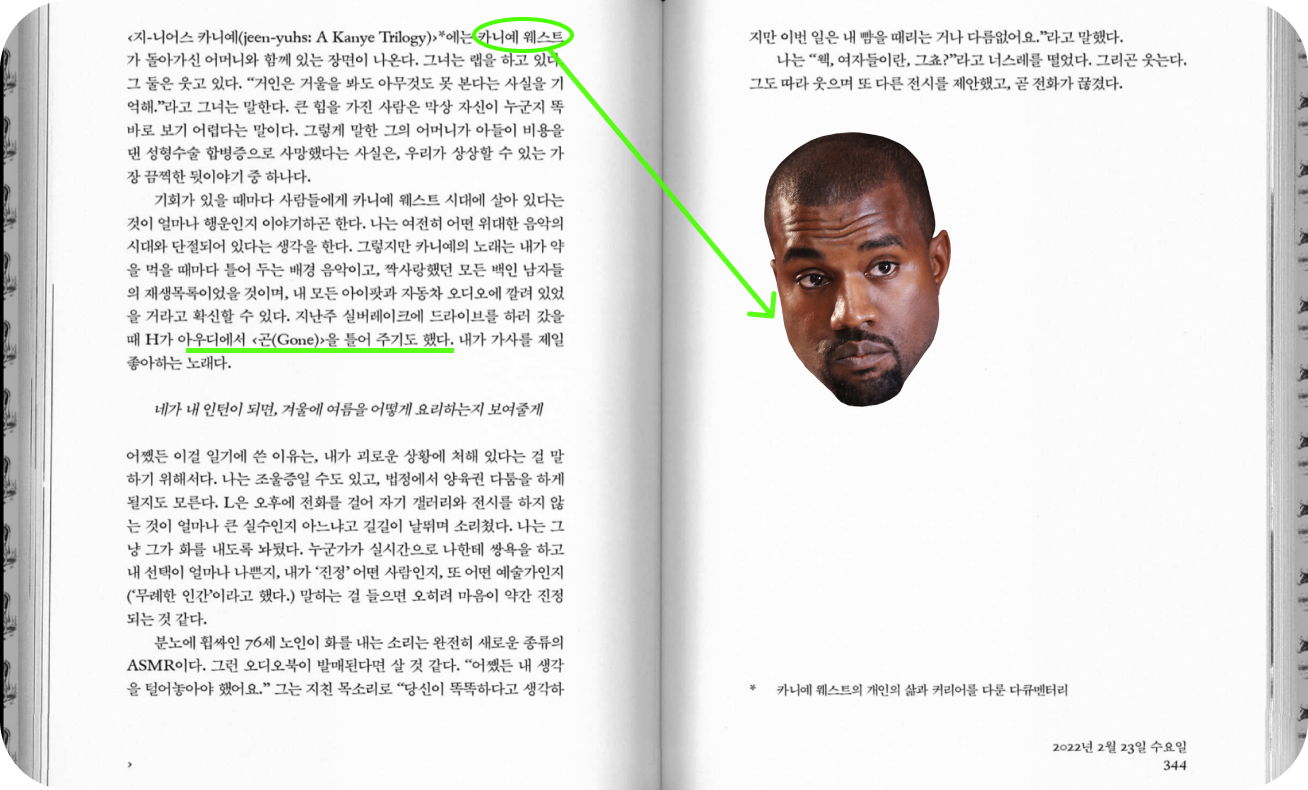 ‹지-니어스 카니예(jeen-yuhs: A Kanye Trilogy)›*에는 카니예 웨스트
가 돌아가신 어머니와 함께 있는 장면이 나온다. 그녀는 랩을 하고 있다.
그 둘은 웃고 있다. “거인은 거울을 봐도 아무것도 못 본다는 사실을 기
억해.”라고 그녀는 말한다. 큰 힘을 가진 사람은 막상 자신이 누군지 똑
바로 보기 어렵다는 말이다. 그렇게 말한 그의 어머니가 아들이 비용을
댄 성형수술 합병증으로 사망했다는 사실은, 우리가 상상할 수 있는 가
장 끔찍한 뒷이야기 중 하나다.
기회가 있을 때마다 사람들에게 카니예 웨스트 시대에 살아 있다는
것이 얼마나 행운인지 이야기하곤 한다. 나는 여전히 어떤 위대한 음악의
시대와 단절되어 있다는 생각을 한다. 그렇지만 카니예의 노래는 내가 약
을 먹을 때마다 틀어 두는 배경 음악이고, 짝사랑했던 모든 백인 남자들
의 재생목록이었을 것이며, 내 모든 아이팟과 자동차 오디오에 깔려 있었
을 거라고 확신할 수 있다. 지난주 실버레이크에 드라이브를 하러 갔을
때 H가 아우디에서 ‹곤(Gone)›을 틀어 주기도 했다. 내가 가사를 제일
좋아하는 노래다.
네가 내 인턴이 되면, 겨울에 여름을 어떻게 요리하는지 보여줄게
어쨌든 이걸 일기에 쓴 이유는, 내가 괴로운 상황에 처해 있다는 걸 말
하기 위해서다. 나는 조울증일 수도 있고, 법정에서 양육권 다툼을 하게
될지도 모른다. L은 오후에 전화를 걸어 자기 갤러리와 전시를 하지 않
는 것이 얼마나 큰 실수인지 아느냐고 길길이 날뛰며 소리쳤다. 나는 그
냥 그가 화를 내도록 놔뒀다. 누군가가 실시간으로 나한테 쌍욕을 하고
내 선택이 얼마나 나쁜지, 내가 ‘진정’ 어떤 사람인지, 또 어떤 예술가인지
(‘무례한 인간’이라고 했다.) 말하는 걸 들으면 오히려 마음이 약간 진정
되는 것 같다.
분노에 휩싸인 76세 노인이 화를 내는 소리는 완전히 새로운 종류의
ASMR이다. 그런 오디오북이 발매된다면 살 것 같다. “어쨌든 내 생각
을 털어놓아야 했어요.” 그는 지친 목소리로 “당신이 똑똑하다고 생각하
›
지만 이번 일은 내 뺨을 때리는 거나 다름없어요.”라고 말했다.
나는 “웩, 여자들이란, 그죠?”라고 너스레를 떨었다. 그리곤 웃는다.
그도 따라 웃으며 또 다른 전시를 제안했고, 곧 전화가 끊겼다.
* 카니예 웨스트의 개인의 삶과 커리어를 다룬 다큐멘터리
2022년 2월 23일 수요일
344